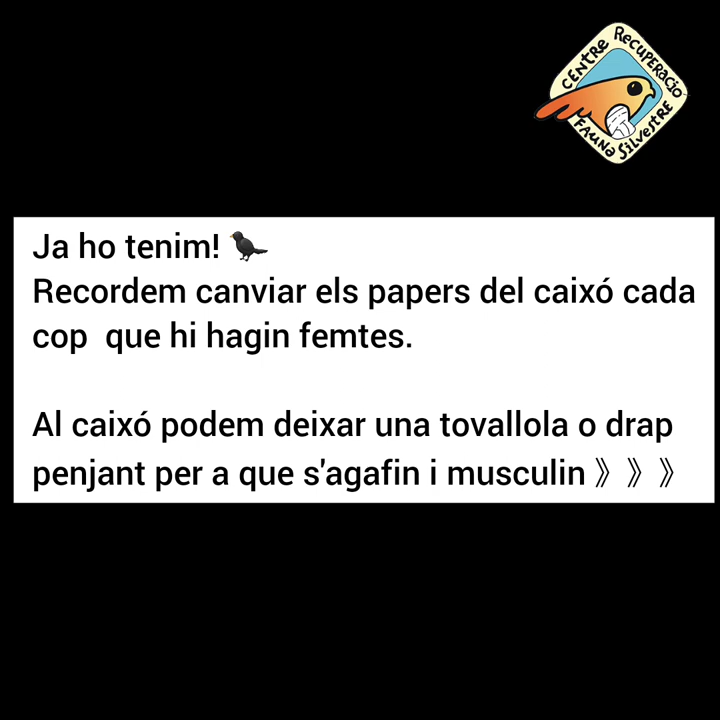 CENTRE RECUPERACIÓ
FAUNA SILVESTRE
Ja ho tenim! 🐦‍⬛
Recordem canviar els papers del caixó cada
cop  que hi hagin femtes.
Al caixó podem deixar una tovallola o drap
penjant per a que s'agafin i musculin 》》》